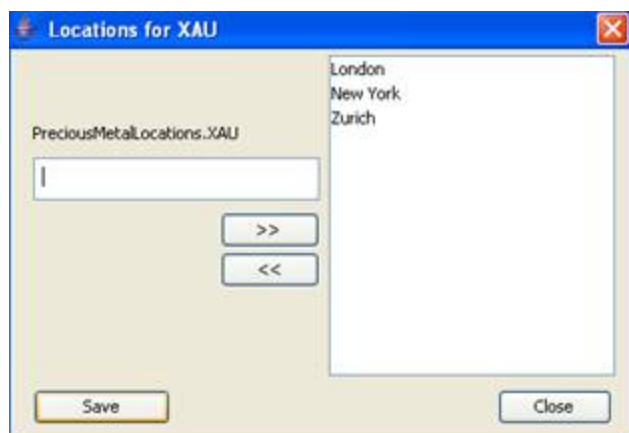 Locations for XAU
PreciousMetalLocations.XAU
>>
<<
London
New York
Zurich
Save
Close